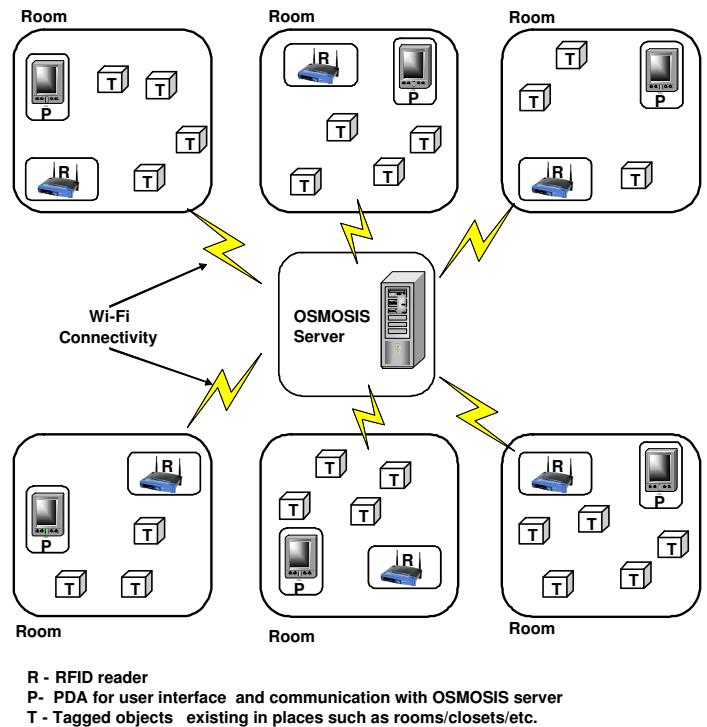 Room
Room
Room
P
T
T
T
T
R
R
P
T
T
T
T
T
T
P
R
T
OSMOSIS
Server
Wi-Fi
Connectivity
R
P
T
T
T
T
T
T
T
P
R
R
P
T
T
T
T
T
Room
Room
Room
R - RFID reader
P- PDA for user interface and communication with OSMOSIS server
T - Tagged objects existing in places such as rooms/closets/etc.